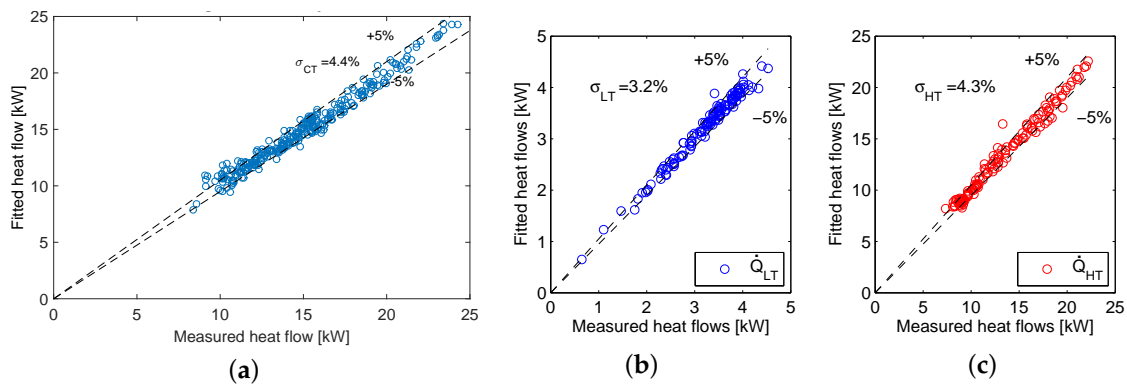 25
20
15
10
5
0
Fitted heat flow [kW]
+5%
σCT= 4.4%
−5%
0 5 10 15 20 25
Measured heat flow [kW]
(a)
5
4
3
2
1
0
Fitted heat flows [kW]
+5%
σLT=3.2%
−5%
Q̇LT
0 1 2 3 4 5
Measured heat flows [kW]
(b)
25
20
15
10
5
0
Fitted heat flows [kW]
+5%
σHT=4.3%
−5%
Q̇HT
0 5 10 15 20 25
Measured heat flows [kW]
(c)